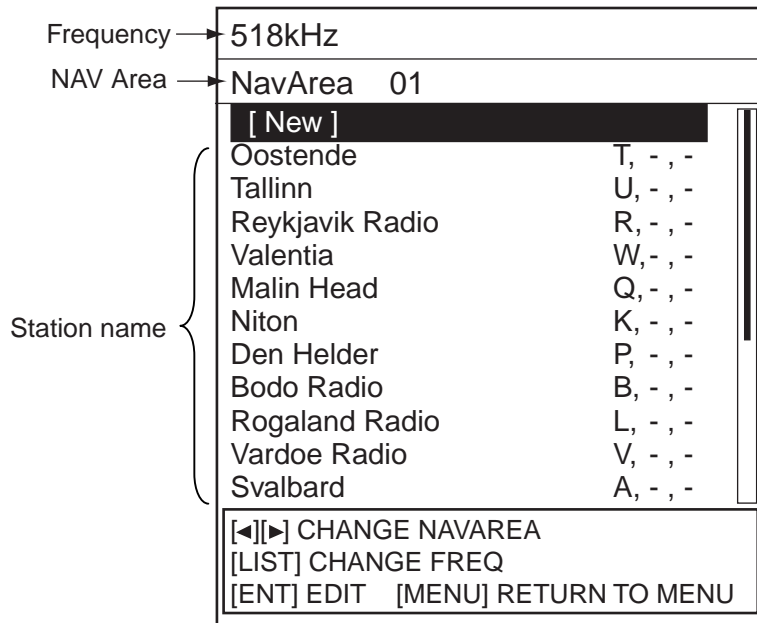 Frequency 518kHz
NAV Area NavArea 01
[ New ]
Oostende T, - , -
Tallinn U, - , -
Reykjavik Radio R, - , -
Valentia W,- , -
Malin Head Q, - , -
Station name
Niton K, - , -
Den Helder P, - , -
Bodo Radio B, - , -
Rogaland Radio L, - , -
Vardoe Radio V, - , -
Svalbard A, - , -
[◄][►] CHANGE NAVAREA
[LIST] CHANGE FREQ
[ENT] EDIT [MENU] RETURN TO MENU